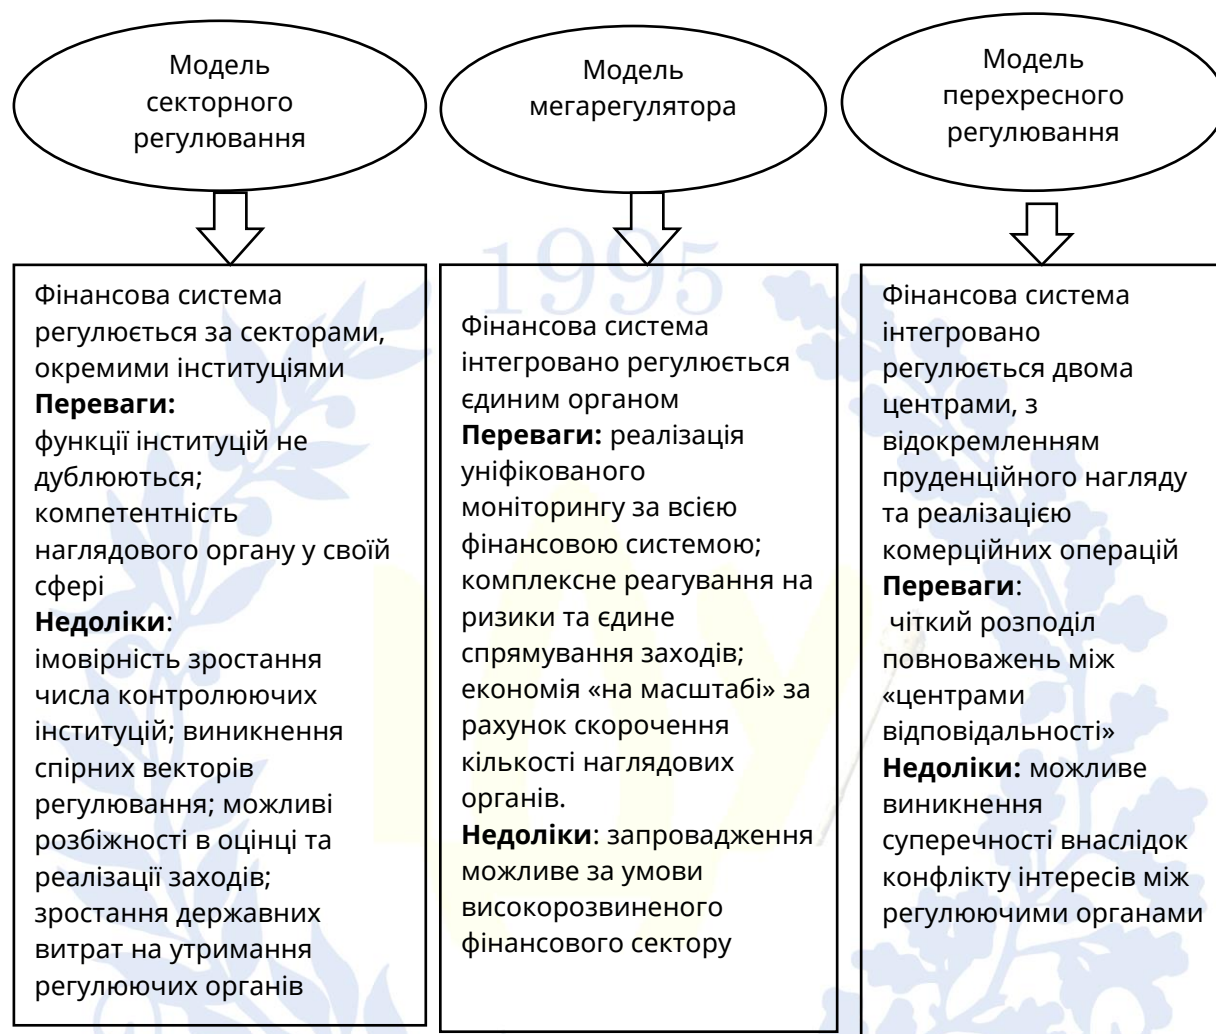 Модель
секторного
регулювання
Модель
мегарегулятора
Модель
перехресного
регулювання
1995
Фінансова система
регулюється за секторами,
окремими інституціями
Переваги:
функції інституцій не
дублюються;
компетентність
наглядового органу у своїй
сфері
Недоліки:
імовірність зростання
числа контролюючих
інституцій; виникнення
спірних векторів
регулювання; можливі
розбіжності в оцінці та
реалізації заходів;
зростання державних
витрат на утримання
регулюючих органів
Фінансова система
інтегровано регулюється
єдиним органом
Переваги: реалізація
уніфікованого
моніторингу за всією
фінансовою системою;
комплексне реагування на
ризики та єдине
спрямування заходів;
економія «на масштабі» за
рахунок скорочення
кількості наглядових
органів.
Недоліки: запровадження
можливе за умови
високорозвиненого
фінансового сектору
Фінансова система
інтегровано
регулюється двома
центрами, з
відокремленням
пруденційного нагляду
та реалізацією
комерційних операцій
Переваги:
чіткий розподіл
повноважень між
«центрами
відповідальності»
Недоліки: можливе
виникнення
суперечності внаслідок
конфлікту інтересів між
регулюючими органами